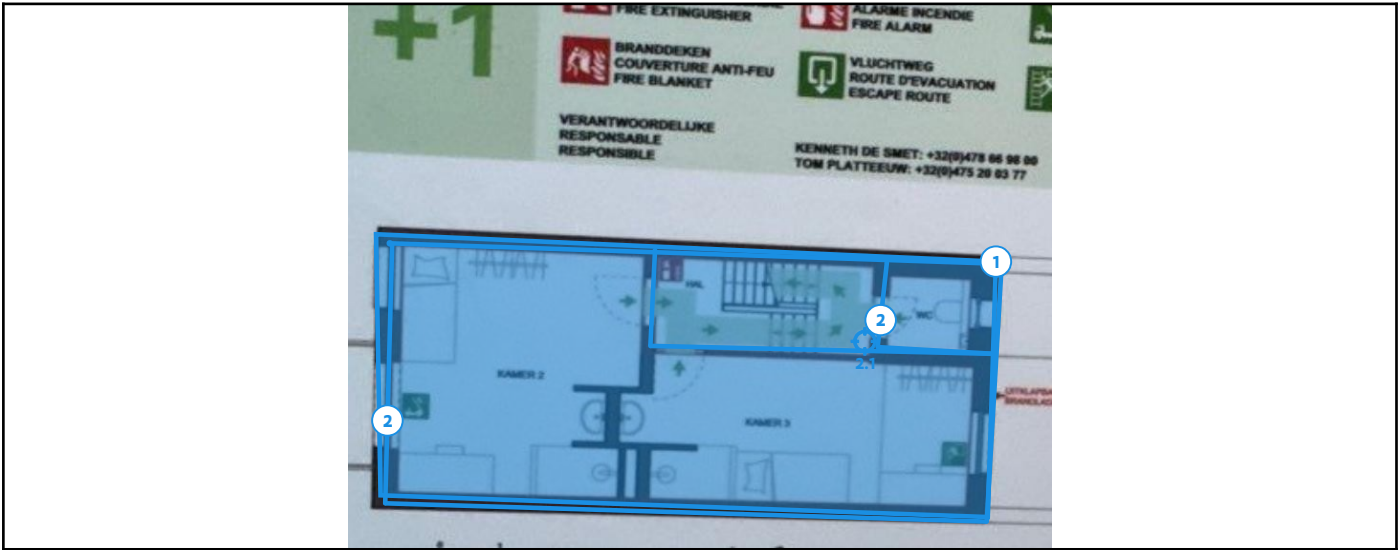 +1
FIRE EXTINGUISHER
ALARME INCENDIE
FIRE ALARM
BRANDDEKEN
COUVERTURE ANTI-FEU
FIRE BLANKET
VLUCHTWEG
ROUTE D'EVACUATION
ESCAPE ROUTE
VERANTWOORDELIJKE
RESPONSABLE
RESPONSIBLE
KENNETH DE SMET: +32(0)478 66 98 00
TOM PLATTEEUW: +32(0)475 20 03 77
1
HAL
WC
2
2.1
KAMER 2
2
KAMER 3